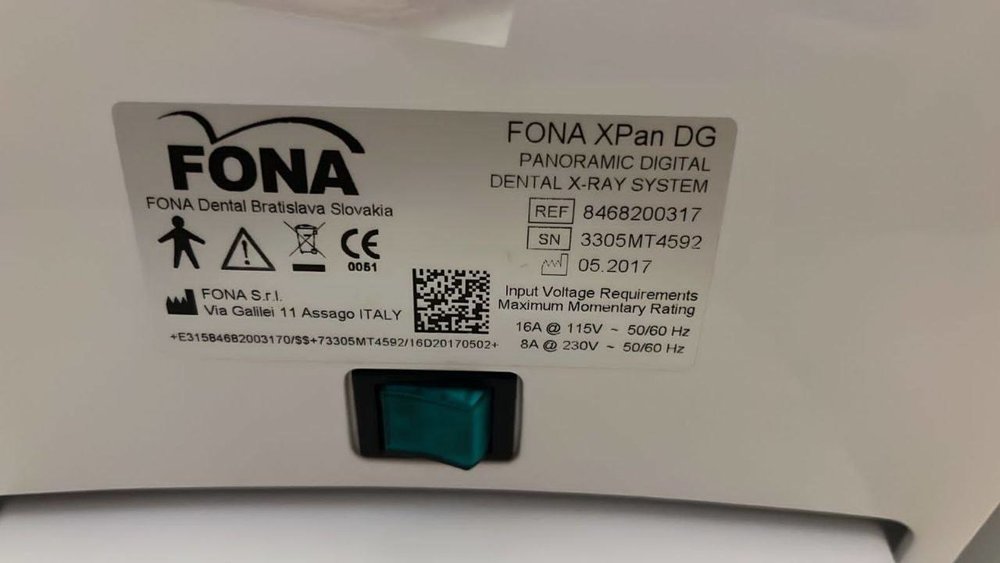 FONA
FONA Dental Bratislava Slovakia
0051
FONA S.r.l.
Via Galilei 11 Assago ITALY
+E31584682003170/$$+73305MT4592/16D20170502+
FONA XPan DG
PANORAMIC DIGITAL
DENTAL X-RAY SYSTEM
REF 8468200317
SN 3305MT4592
05.2017
Input Voltage Requirements
Maximum Momentary Rating
16A @ 115V ~ 50/60 Hz
8A @ 230V ~ 50/60 Hz